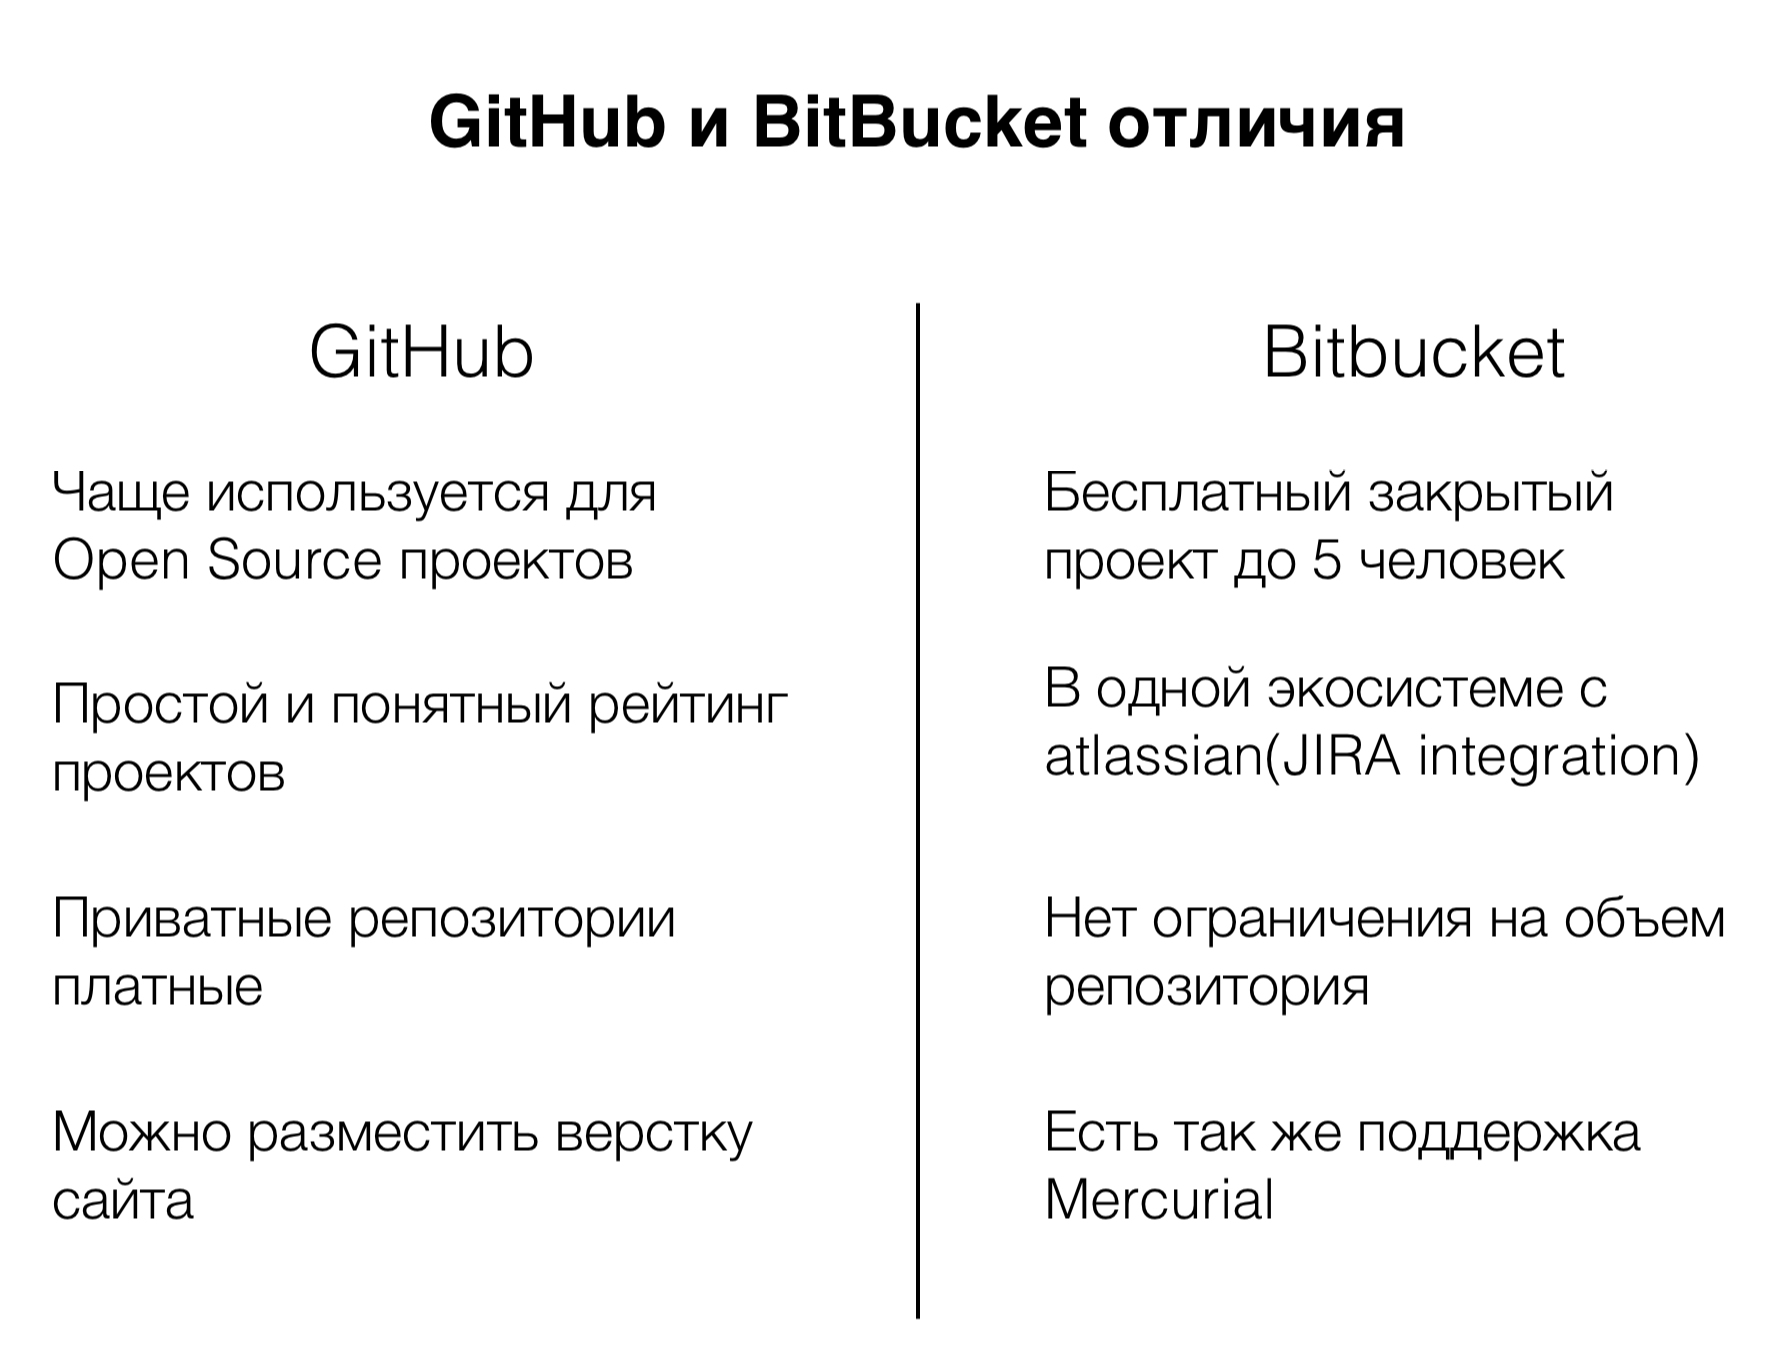 GitHub и BitBucket отличия
GitHub
Чаще используется для
Open Source проектов
Простой и понятный рейтинг
проектов
Приватные репозитории
платные
Можно разместить верстку
сайта
Bitbucket
Бесплатный закрытый
проект до 5 человек
В одной экосистеме с
atlassian(JIRA integration)
Нет ограничения на объем
репозитория
Есть так же поддержка
Mercurial